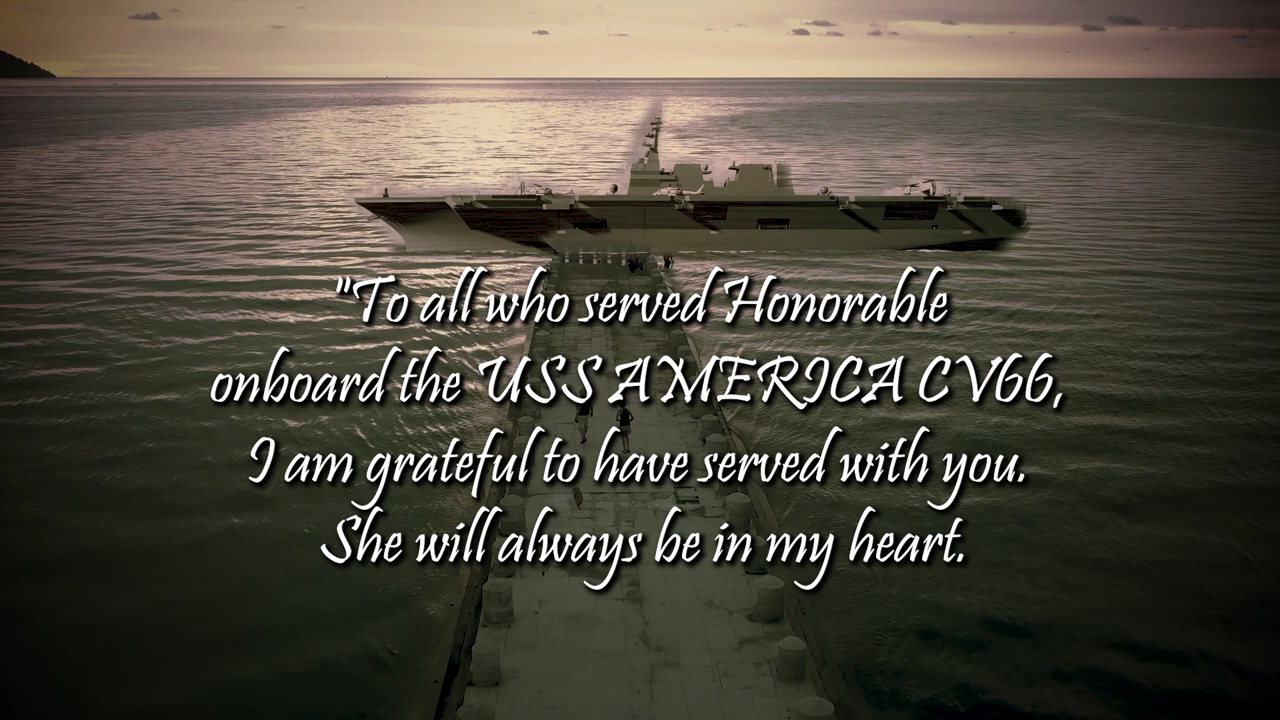 "To all who served Honorable
onboard the USS AMERICA CV66,
I am grateful to have served with you.
She will always be in my heart.